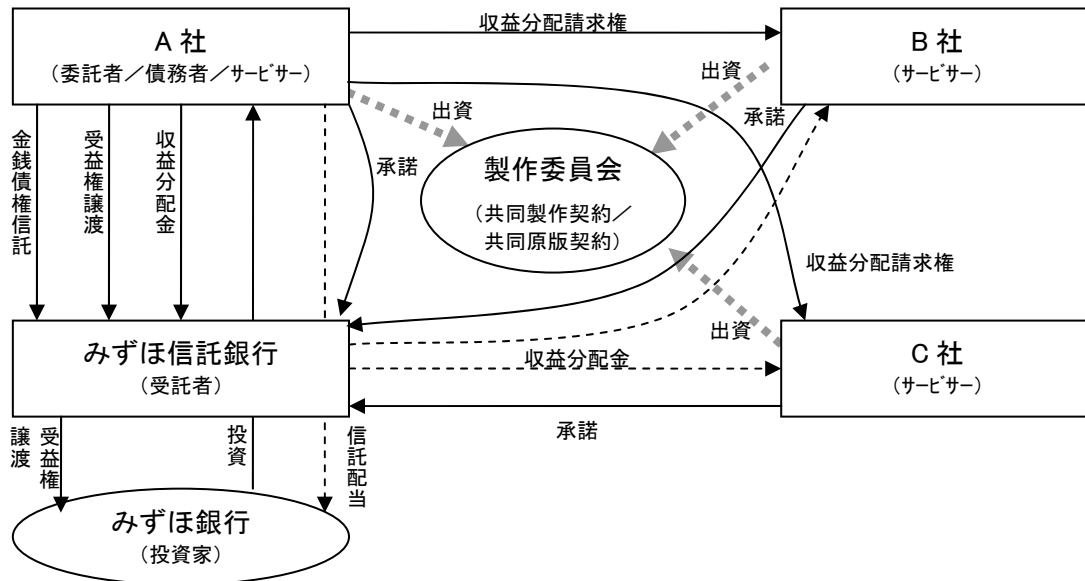 A 社
（委託者／債務者／サービサー）
収益分配請求権
B 社
（サービサー）
出資
出資
承諾
承諾
金銭債権信託
受益権譲渡
収益分配金
製作委員会
（共同製作契約／
共同原版契約）
収益分配請求権
出資
みずほ信託銀行
（受託者）
収益分配金
C 社
（サービサー）
承諾
受益権
譲渡
投資
信託配当
みずほ銀行
（投資家）